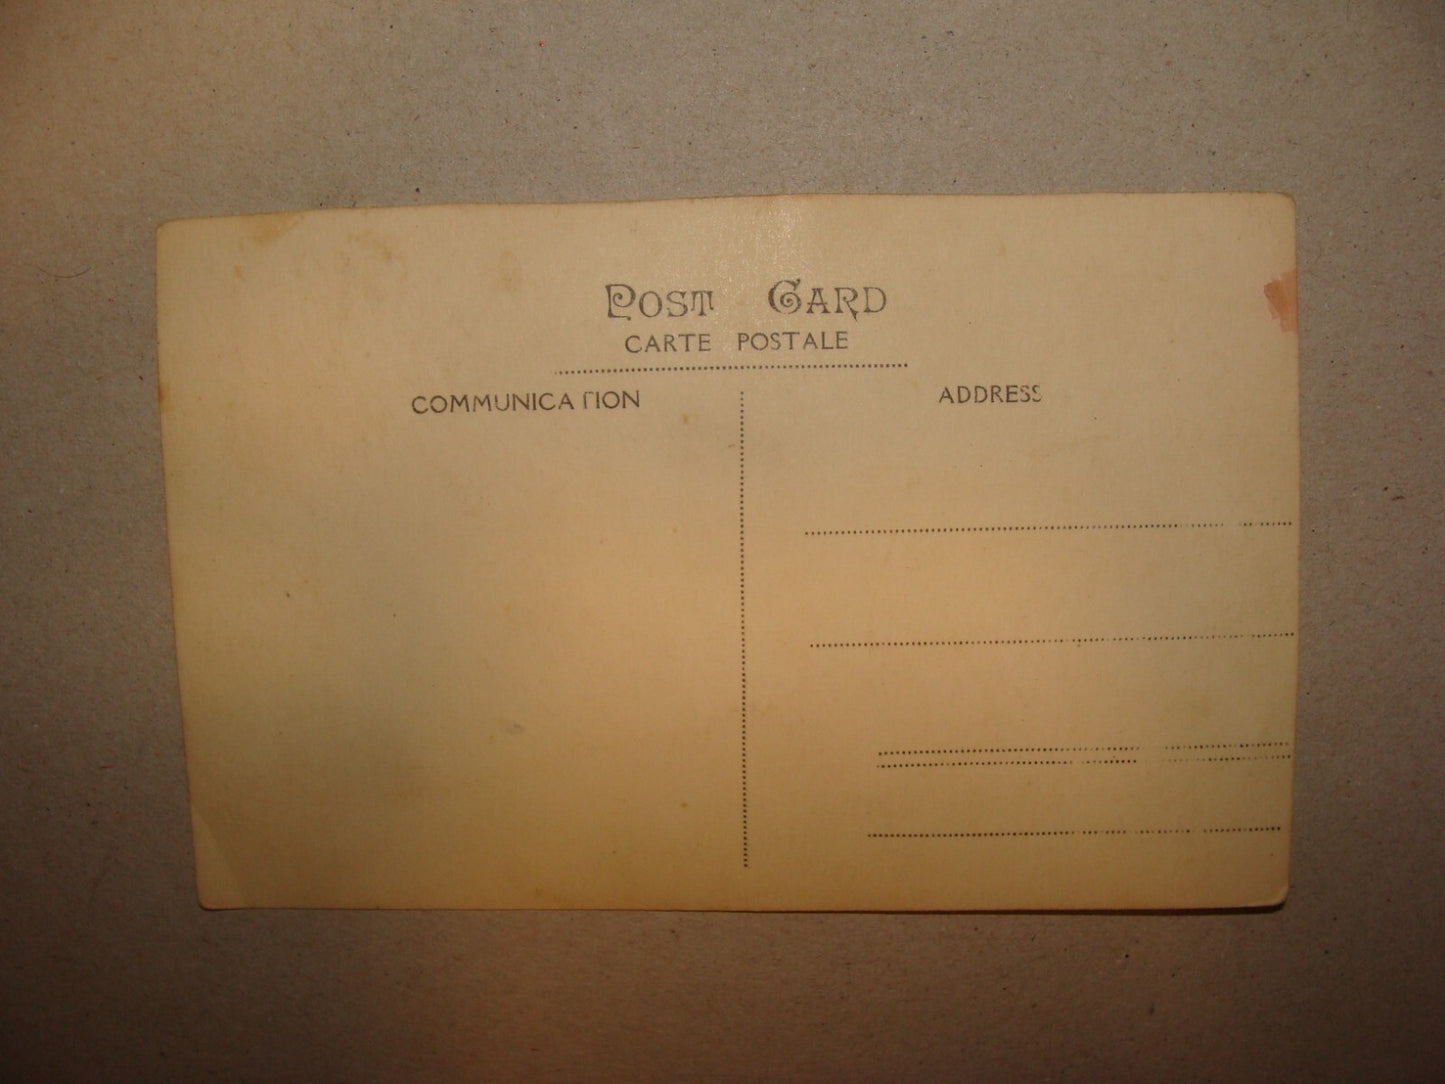 POST CARD
CARTE POSTALE
COMMUNICATION
ADDRESS